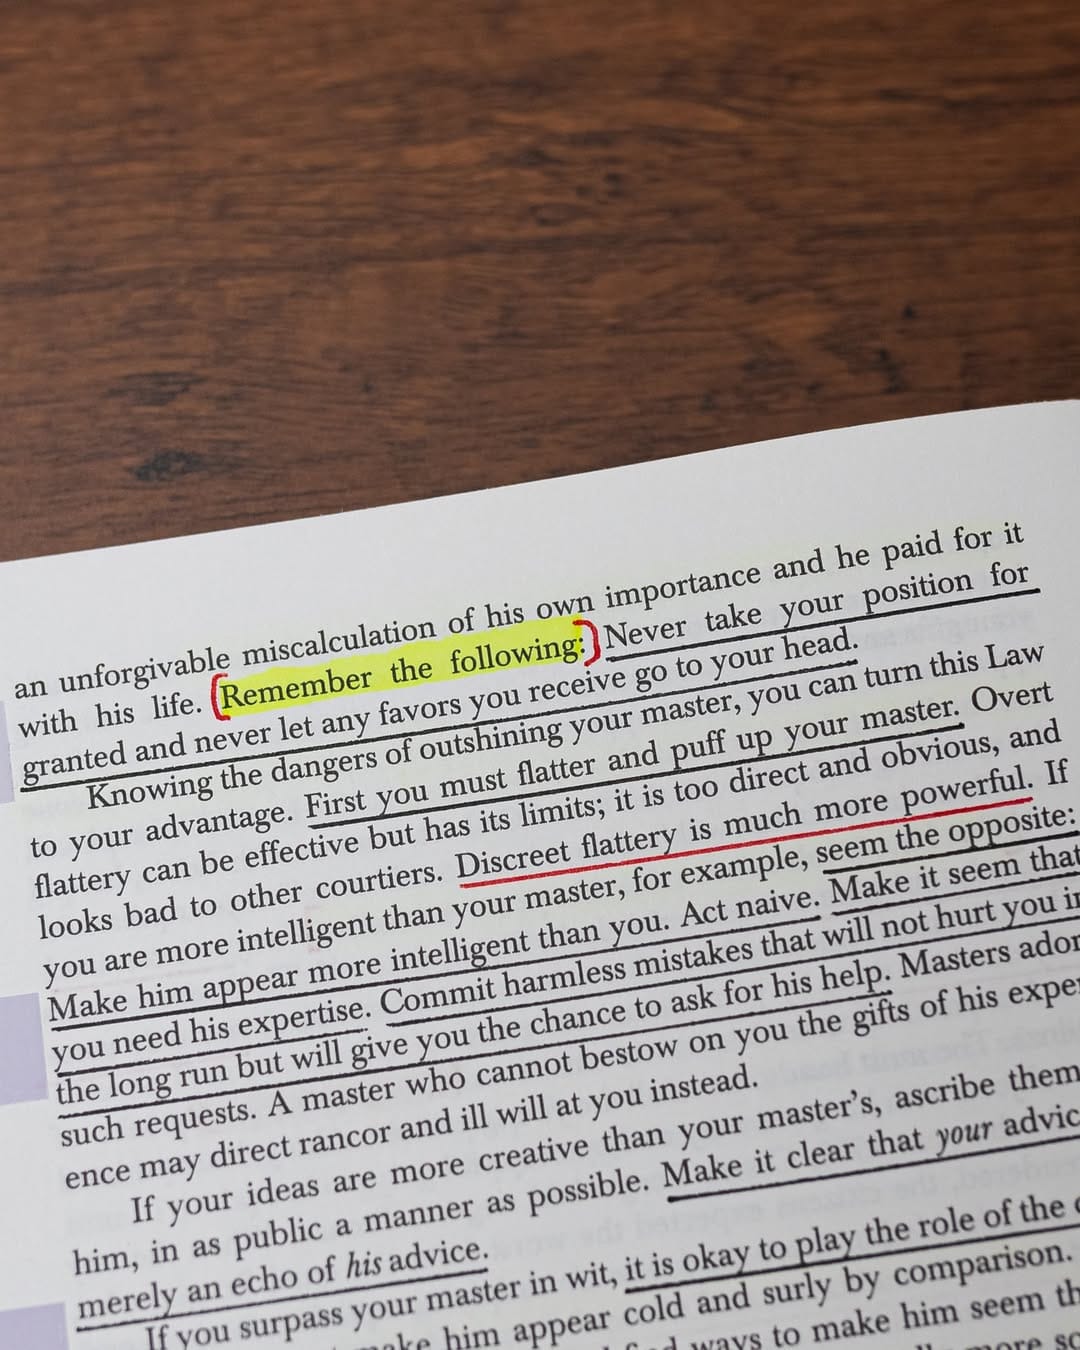 an unforgivable miscalculation of his own importance and he paid for it
with his life. Remember the following: Never take your position for
granted and never let any favors you receive go to your head.
Knowing the dangers of outshining your master, you can turn this Law
to your advantage. First you must flatter and puff up your master. Overt
flattery can be effective but has its limits; it is too direct and obvious, and
looks bad to other courtiers. Discreet flattery is much more powerful. If
you are more intelligent than your master, for example, seem the opposite:
Make him appear more intelligent than you. Act naive. Make it seem that
you need his expertise. Commit harmless mistakes that will not hurt you in
the long run but will give you the chance to ask for his help. Masters ador
such requests. A master who cannot bestow on you the gifts of his exper
ence may direct rancor and ill will at you instead.
If your ideas are more creative than your master's, ascribe them
him, in as public a manner as possible. Make it clear that your advic
merely an echo of his advice.
If you surpass your master in wit, it is okay to play the role of the
him appear cold and surly by comparison.
ways to make him seem th
more so